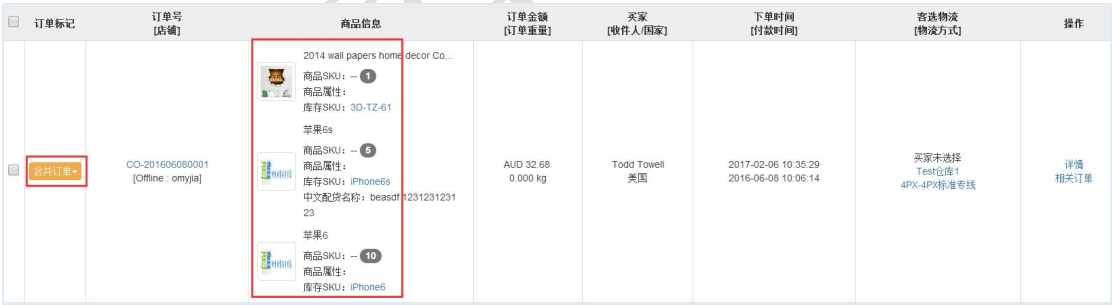 订单标记
订单号
[店铺]
商品信息
订单金额
[订单重量]
买家
[收件人/国家]
下单时间
[付款时间]
客选物流
[物流方式]
操作
合并订单
CO-201606080001
[Offline : omyjia]
2014 wall papers home decor Co...
商品SKU： -- 1
商品属性：
库存SKU：3D-TZ-61
苹果6s
商品SKU： -- 5
商品属性：
库存SKU：iPhone6s
中文配货名称：beasdf 1231231231
23
苹果6
商品SKU： -- 10
商品属性：
库存SKU：iPhone6
AUD 32.68
0.000 kg
Todd Towell
美国
2017-02-06 10:35:29
2016-06-08 10:06:14
买家未选择
Test仓库1
4PX-4PX标准专线
详情
相关订单